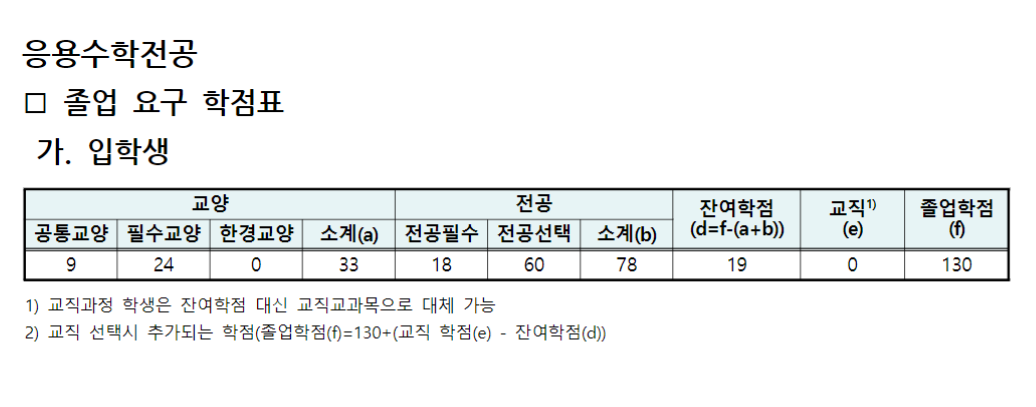 응용수학전공
□ 졸업 요구 학점표
가. 입학생
교양 전공 잔여학점 (d=f-(a+b)) 교직1) (e) 졸업학점 (f)
공통교양 필수교양 한경교양 소계(a) 전공필수 전공선택 소계(b)
9 24 0 33 18 60 78 19 0 130
1) 교직과정 학생은 잔여학점 대신 교직교과목으로 대체 가능
2) 교직 선택시 추가되는 학점(졸업학점(f)=130+(교직 학점(e) - 잔여학점(d))